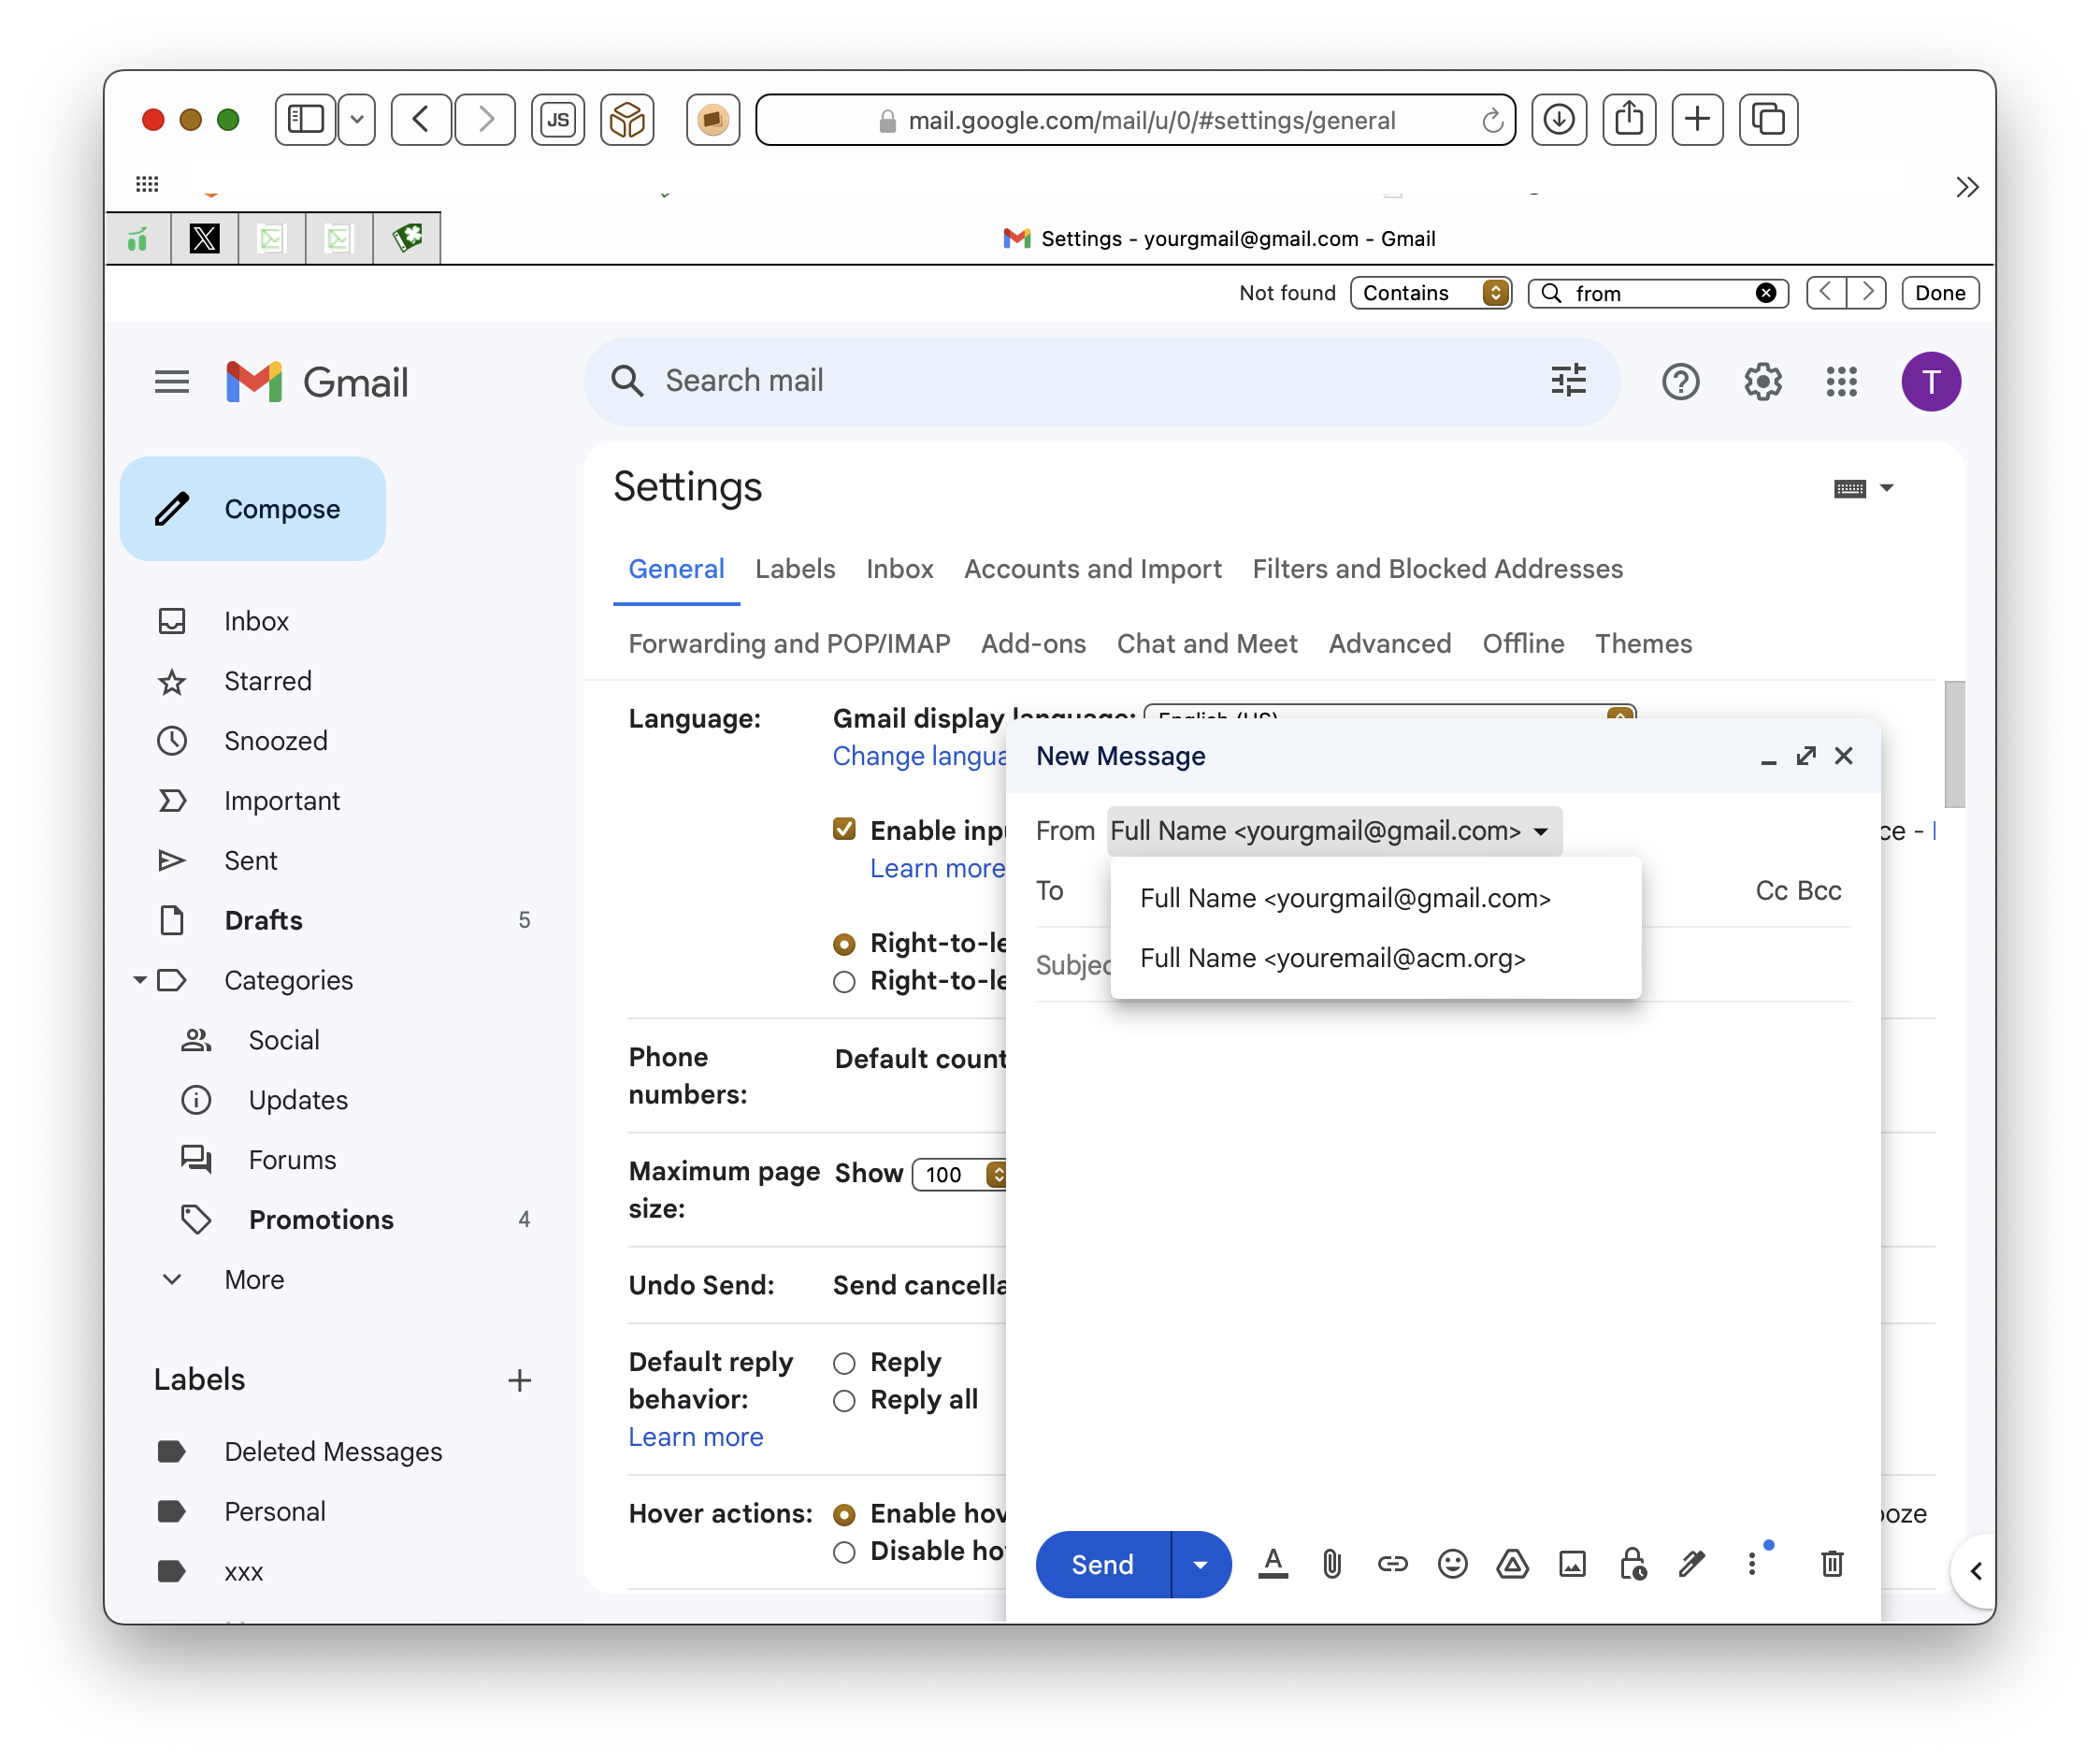 JS
mail.google.com/mail/u/0/#settings/general
X
Settings - yourgmail@gmail.com - Gmail
Not found Contains from Done
Gmail Search mail T
Compose
Inbox
Starred
Snoozed
Important
Sent
Drafts 5
Categories
Social
Updates
Forums
Promotions 4
More
Labels
Deleted Messages
Personal
xxx
Settings
General Labels Inbox Accounts and Import Filters and Blocked Addresses
Forwarding and POP/IMAP Add-ons Chat and Meet Advanced Offline Themes
Language: Gmail display language: English (US)
Change langua
Enable inp ce -
Learn more
Right-to-le
Right-to-le
Phone numbers: Default count
Maximum page size: Show 100
Undo Send: Send cancella
Default reply behavior: Reply
Reply all
Learn more
Hover actions: Enable hov ooze
Disable ho
New Message
From Full Name <yourgmail@gmail.com>
To Cc Bcc
Full Name <yourgmail@gmail.com>
Full Name <youremail@acm.org>
Subjec
Send